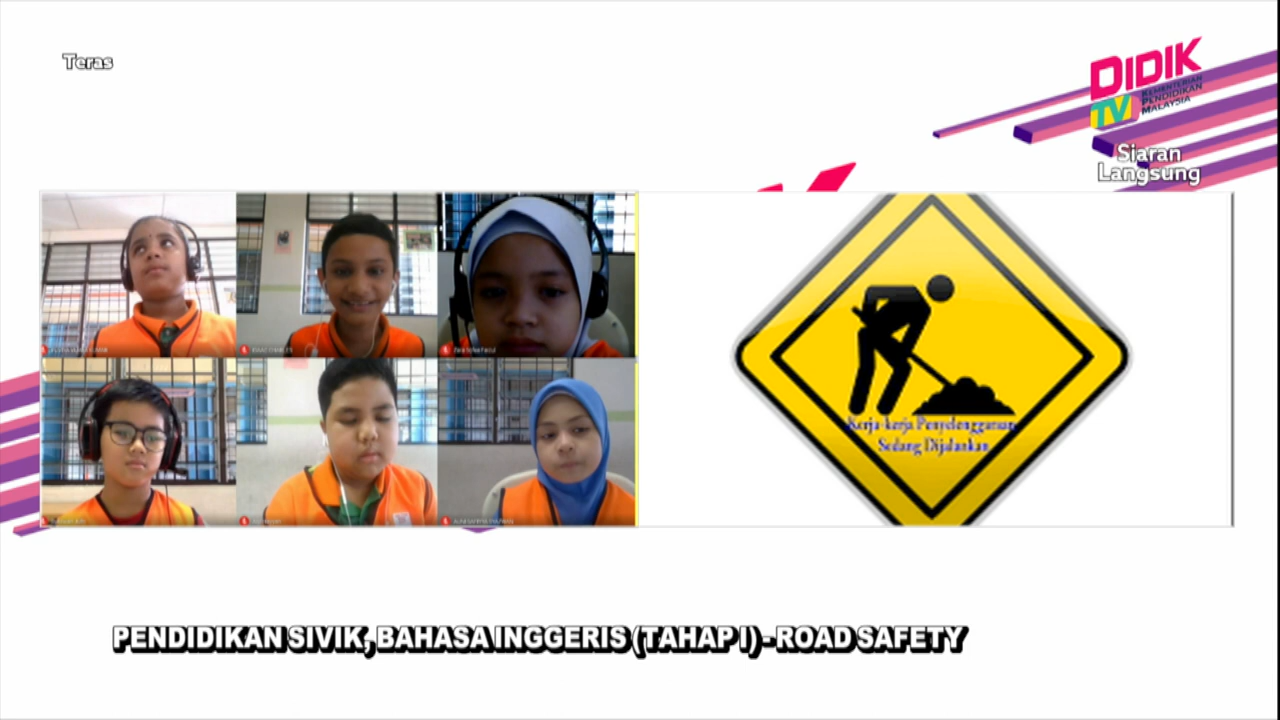 Teras
DIDIK
TV
KEMENTERIAN
PENDIDIKAN
MALAYSIA
Siaran
Langsung
Kerja-kerja Penyelenggaraan
Sedang Dijalankan
PENDIDIKAN SIVIK, BAHASA INGGERIS (TAHAP I) - ROAD SAFETY